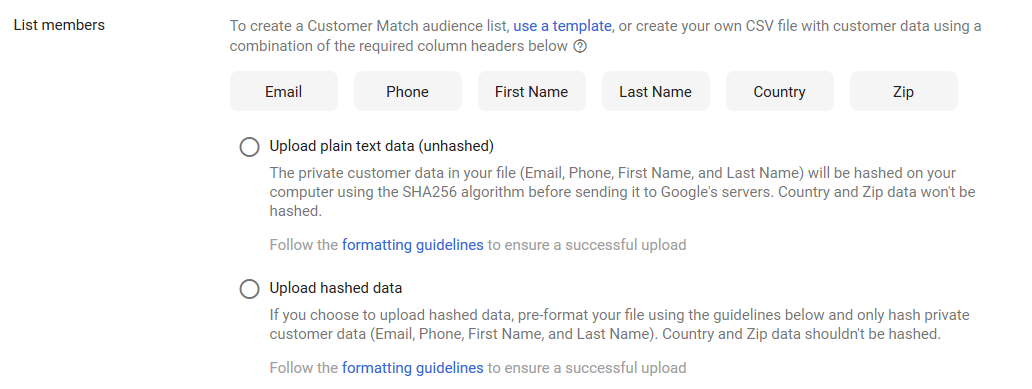 List members
To create a Customer Match audience list, use a template, or create your own CSV file with customer data using a
combination of the required column headers below
Email Phone First Name Last Name Country Zip
Upload plain text data (unhashed)
The private customer data in your file (Email, Phone, First Name, and Last Name) will be hashed on your
computer using the SHA256 algorithm before sending it to Google's servers. Country and Zip data won't be
hashed.
Follow the formatting guidelines to ensure a successful upload
Upload hashed data
If you choose to upload hashed data, pre-format your file using the guidelines below and only hash private
customer data (Email, Phone, First Name, and Last Name). Country and Zip data shouldn't be hashed.
Follow the formatting guidelines to ensure a successful upload